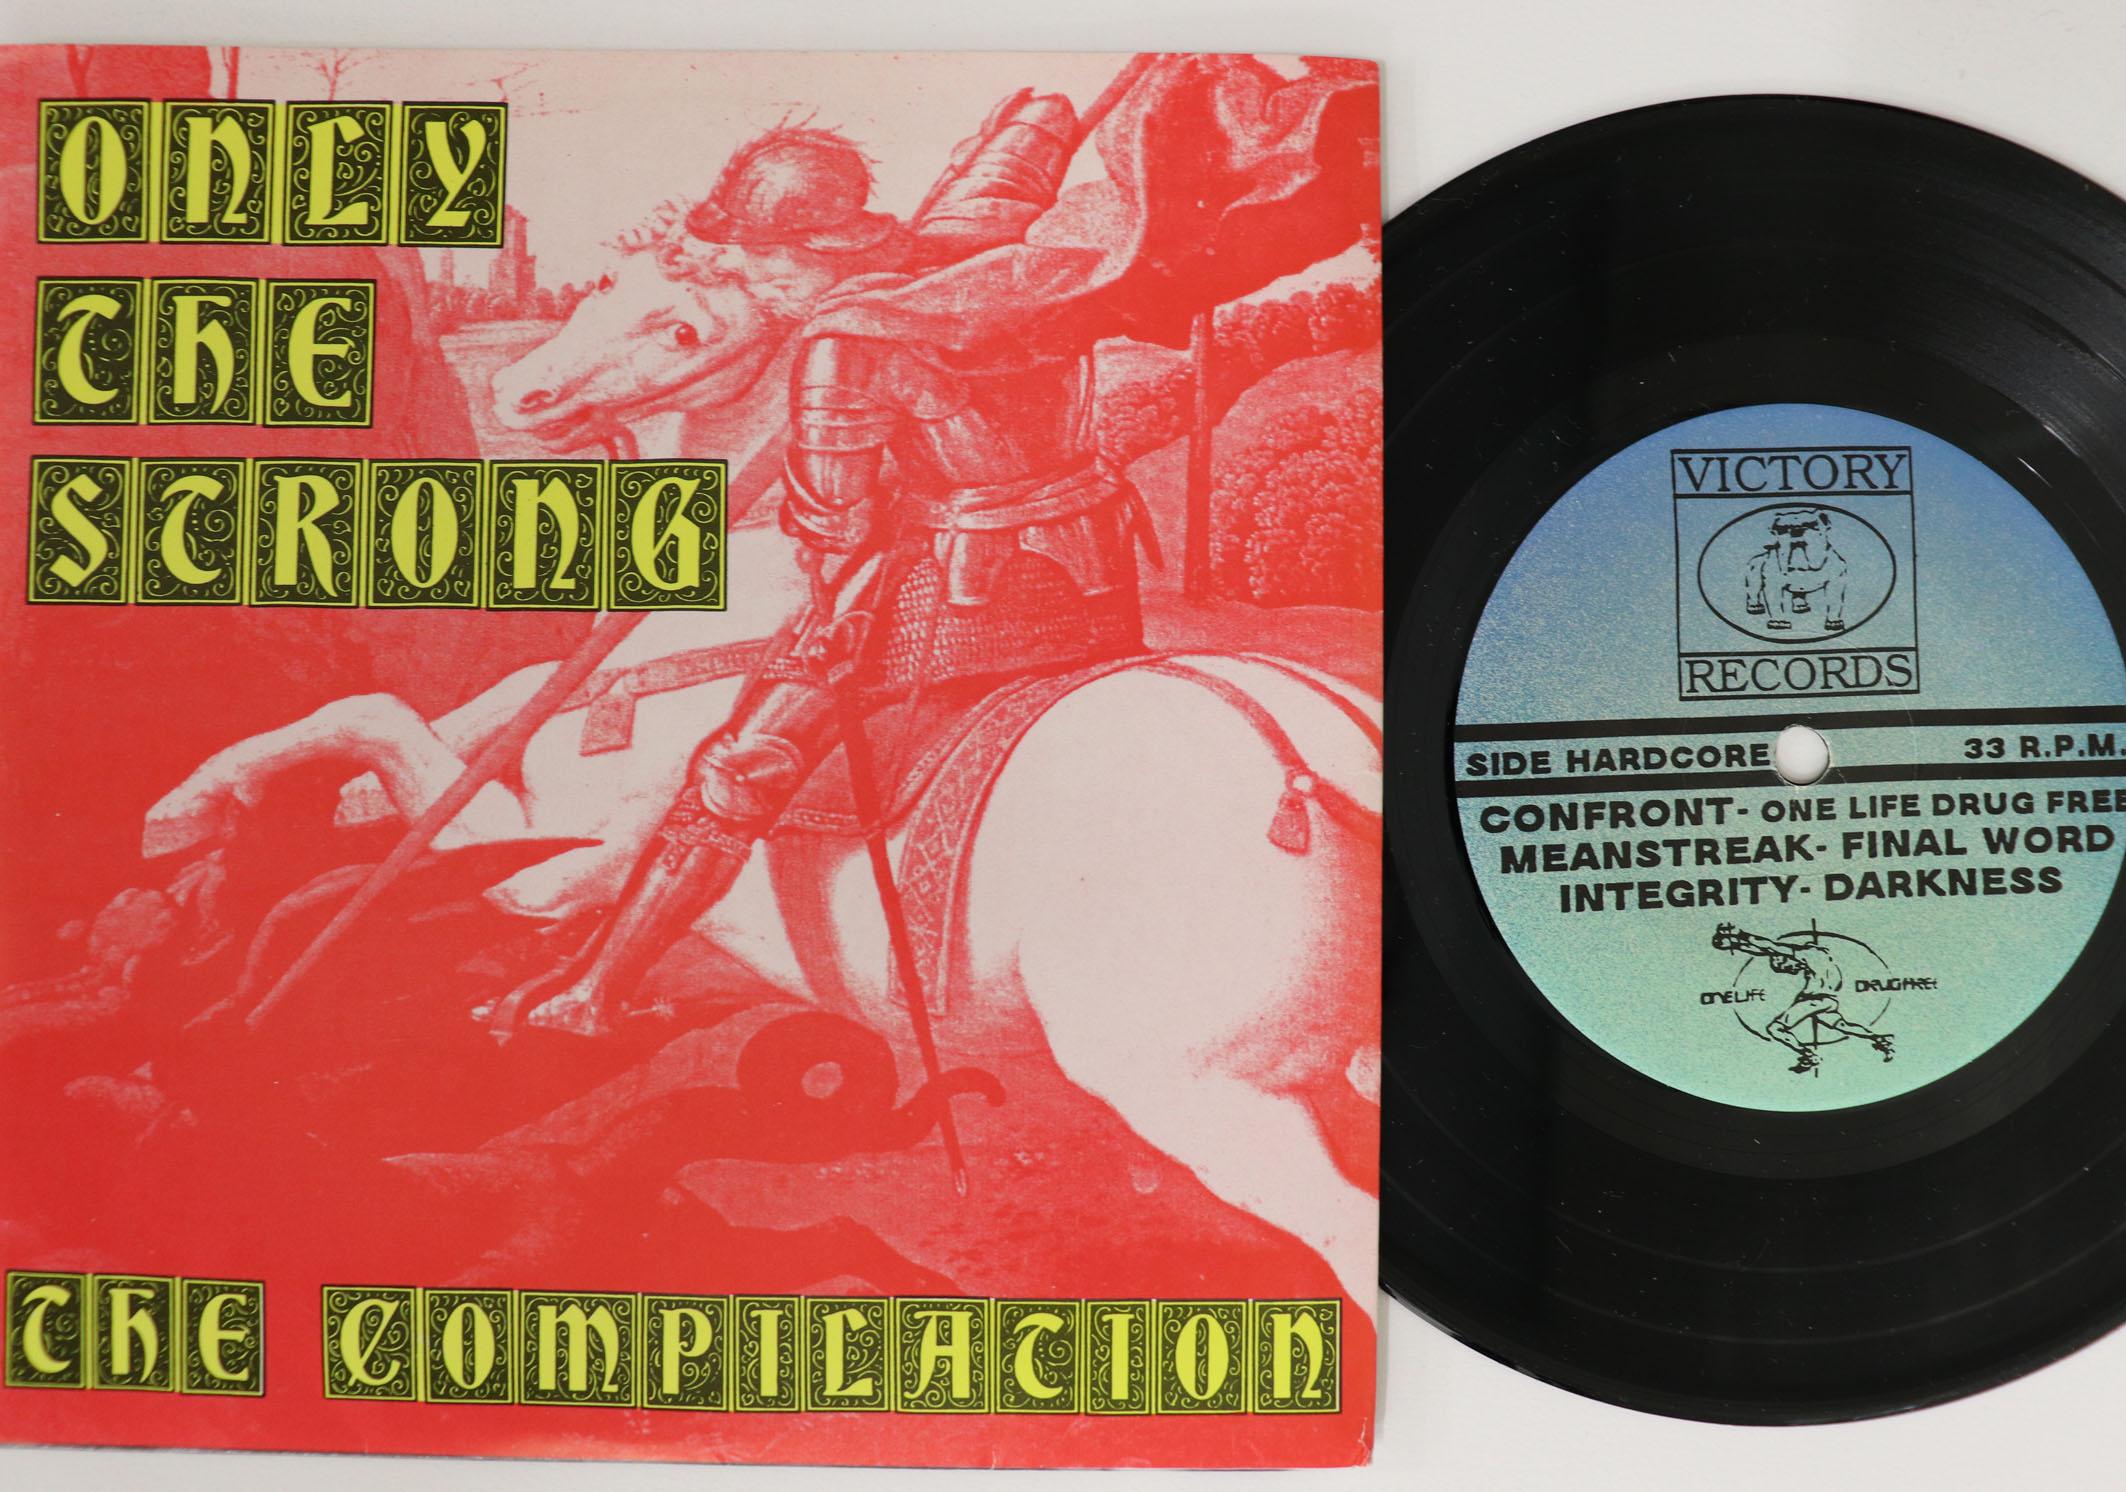 ONLY
THE
STRONG
THE COMPILATION
VICTORY
RECORDS
SIDE HARDCORE 33 R.P.M.
CONFRONT- ONE LIFE DRUG FREE
MEANSTREAK- FINAL WORD
INTEGRITY- DARKNESS
ONE LIFE DRUG FREE